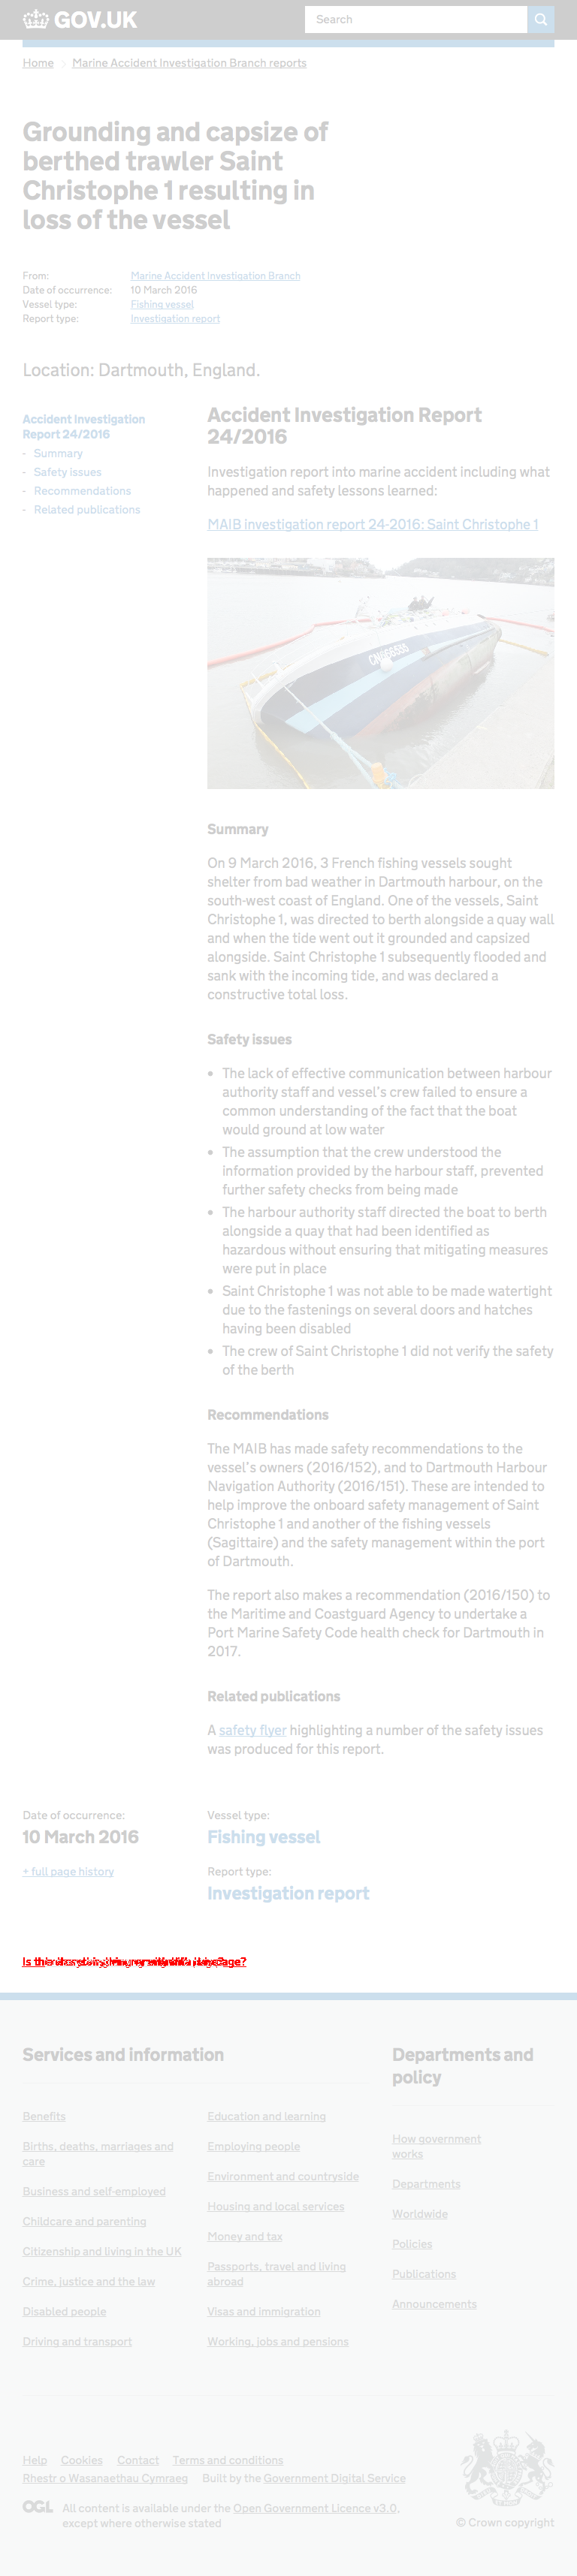 GOV.UK
Search
Home
Marine Accident Investigation Branch reports
Grounding and capsize of
berthed trawler Saint
Christophe 1 resulting in
loss of the vessel
From: Marine Accident Investigation Branch
Date of occurrence: 10 March 2016
Vessel type: Fishing vessel
Report type: Investigation report
Location: Dartmouth, England.
Accident Investigation
Report 24/2016
- Summary
- Safety issues
- Recommendations
- Related publications
Accident Investigation Report
24/2016
Investigation report into marine accident including what
happened and safety lessons learned:
MAIB investigation report 24-2016: Saint Christophe 1
Summary
On 9 March 2016, 3 French fishing vessels sought
shelter from bad weather in Dartmouth harbour, on the
south-west coast of England. One of the vessels, Saint
Christophe 1, was directed to berth alongside a quay wall
and when the tide went out it grounded and capsized
alongside. Saint Christophe 1 subsequently flooded and
sank with the incoming tide, and was declared a
constructive total loss.
Safety issues
• The lack of effective communication between harbour
authority staff and vessel's crew failed to ensure a
common understanding of the fact that the boat
would ground at low water
• The assumption that the crew understood the
information provided by the harbour staff, prevented
further safety checks from being made
• The harbour authority staff directed the boat to berth
alongside a quay that had been identified as
hazardous without ensuring that mitigating measures
were put in place
• Saint Christophe 1 was not able to be made watertight
due to the fastenings on several doors and hatches
having been disabled
• The crew of Saint Christophe 1 did not verify the safety
of the berth
Recommendations
The MAIB has made safety recommendations to the
vessel's owners (2016/152), and to Dartmouth Harbour
Navigation Authority (2016/151). These are intended to
help improve the onboard safety management of Saint
Christophe 1 and another of the fishing vessels
(Sagittaire) and the safety management within the port
of Dartmouth.
The report also makes a recommendation (2016/150) to
the Maritime and Coastguard Agency to undertake a
Port Marine Safety Code health check for Dartmouth in
2017.
Related publications
A safety flyer highlighting a number of the safety issues
was produced for this report.
Date of occurrence:
10 March 2016
+ full page history
Vessel type:
Fishing vessel
Report type:
Investigation report
Services and information
Benefits
Births, deaths, marriages and
care
Business and self-employed
Childcare and parenting
Citizenship and living in the UK
Crime, justice and the law
Disabled people
Driving and transport
Education and learning
Employing people
Environment and countryside
Housing and local services
Money and tax
Passports, travel and living
abroad
Visas and immigration
Working, jobs and pensions
Departments and
policy
How government
works
Departments
Worldwide
Policies
Publications
Announcements
Help Cookies Contact Terms and conditions
Rhestr o Wasanaethau Cymraeg Built by the Government Digital Service
OGL All content is available under the Open Government Licence v3.0,
except where otherwise stated
© Crown copyright